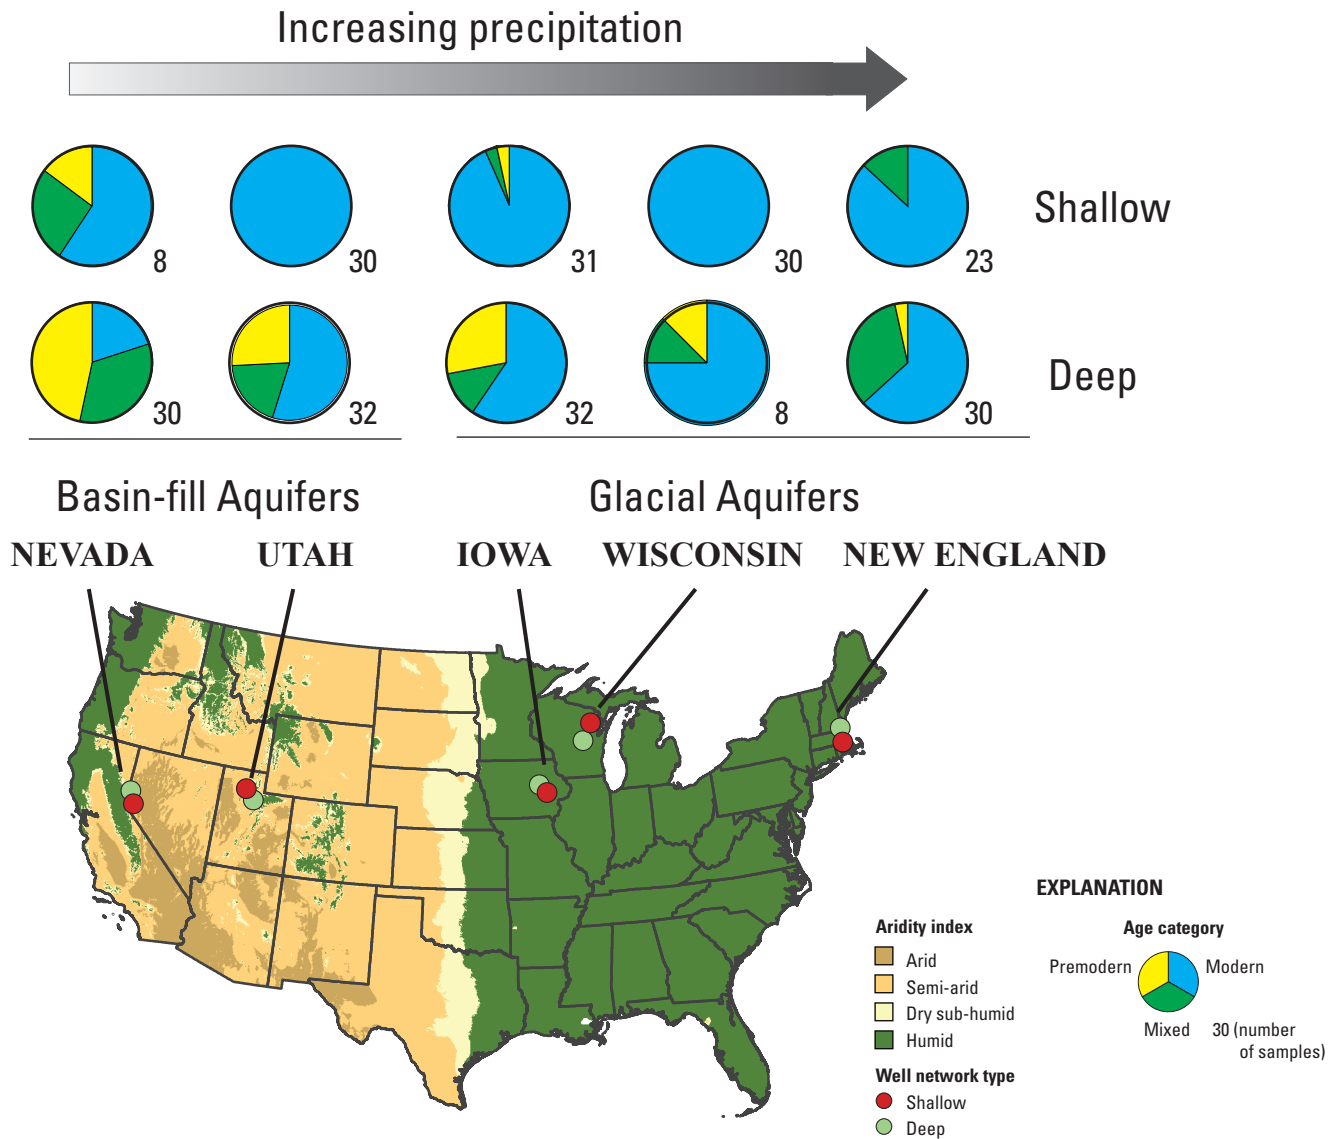 Increasing precipitation
8
30
31
30
23
Shallow
30
32
32
8
30
Deep
Basin-fill Aquifers
Glacial Aquifers
NEVADA
UTAH
IOWA
WISCONSIN
NEW ENGLAND
EXPLANATION
Aridity index
Arid
Semi-arid
Dry sub-humid
Humid
Well network type
Shallow
Deep
Age category
Premodern
Modern
Mixed
30 (number
of samples)